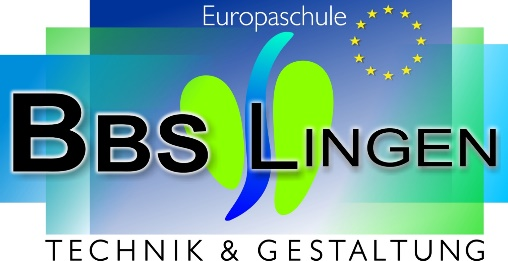 Europaschule
BBS LINGEN
TECHNIK & GESTALTUNG